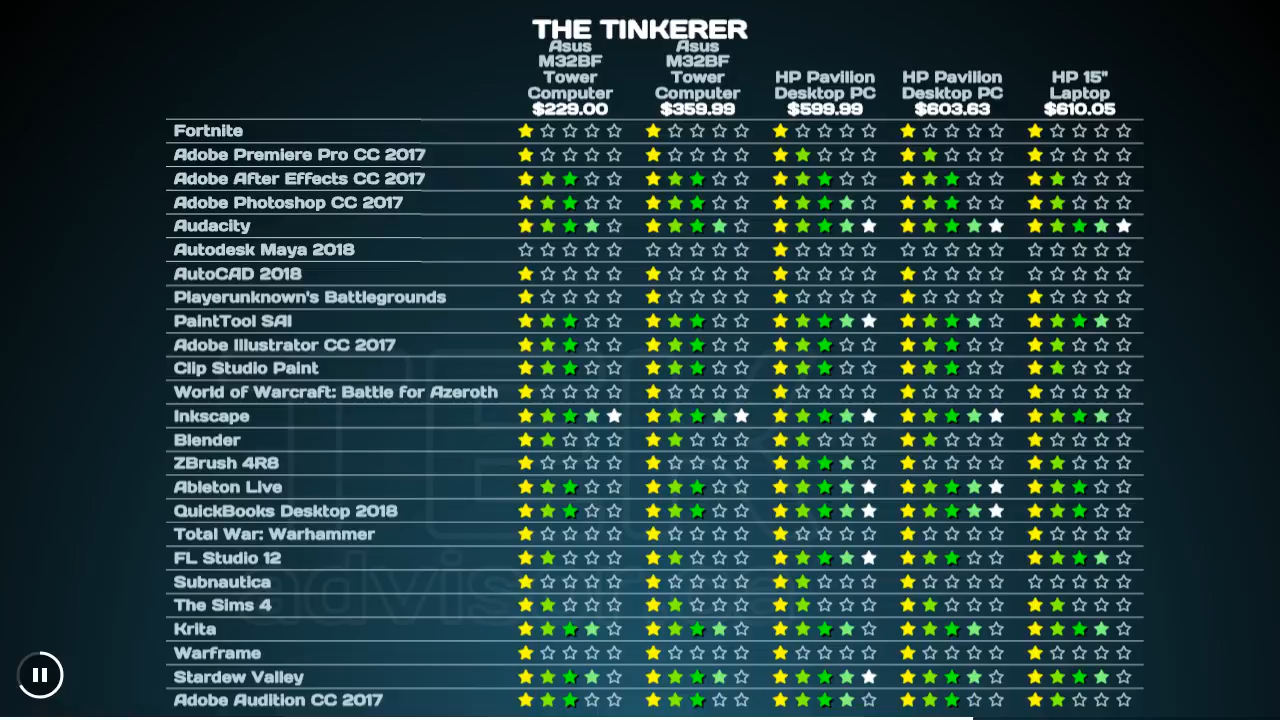 THE TINKERER
Asus Asus
M32BF M32BF
Tower Tower HP Pavilion HP Pavilion HP 15"
Computer Computer Desktop PC Desktop PC Laptop
$229.00 $359.99 $599.99 $603.63 $610.05
Fortnite
Adobe Premiere Pro CC 2017
Adobe After Effects CC 2017
Adobe Photoshop CC 2017
Audacity
Autodesk Maya 2018
AutoCAD 2018
Playerunknown's Battlegrounds
PaintTool SAI
Adobe Illustrator CC 2017
Clip Studio Paint
World of Warcraft: Battle for Azeroth
Inkscape
Blender
ZBrush 4R8
Ableton Live
QuickBooks Desktop 2018
Total War: Warhammer
FL Studio 12
Subnautica
The Sims 4
Krita
Warframe
Stardew Valley
Adobe Audition CC 2017